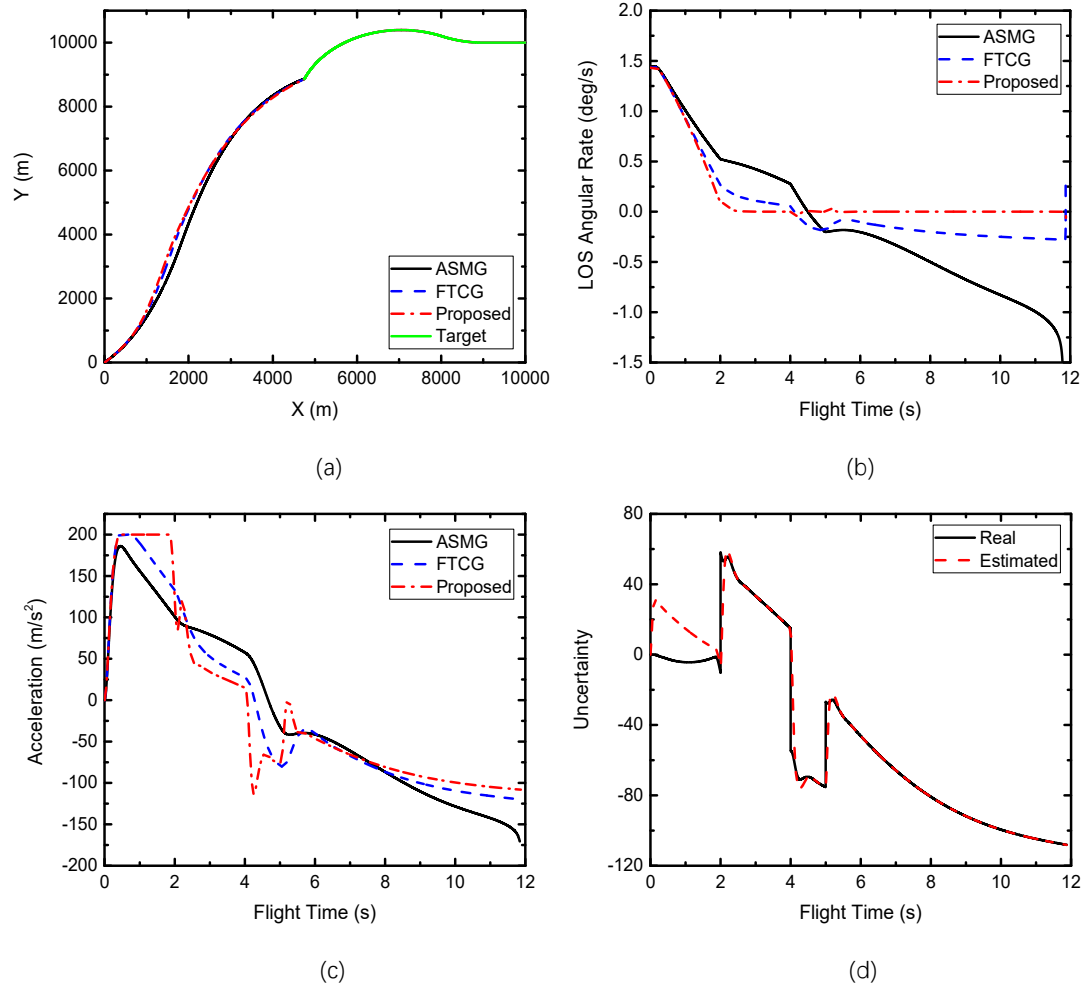 10000
8000
6000
4000
2000
0
Y (m)
ASMG
FTCG
Proposed
Target
0 2000 4000 6000 8000 10000
X (m)
(a)
2.0
1.5
1.0
0.5
0.0
-0.5
-1.0
-1.5
LOS Angular Rate (deg/s)
ASMG
FTCG
Proposed
0 2 4 6 8 10 12
Flight Time (s)
(b)
200
150
100
50
0
-50
-100
-150
-200
Acceleration (m/s²)
ASMG
FTCG
Proposed
0 2 4 6 8 10 12
Flight Time (s)
(c)
80
40
0
-40
-80
-120
Uncertainty
Real
Estimated
0 2 4 6 8 10 12
Flight Time (s)
(d)